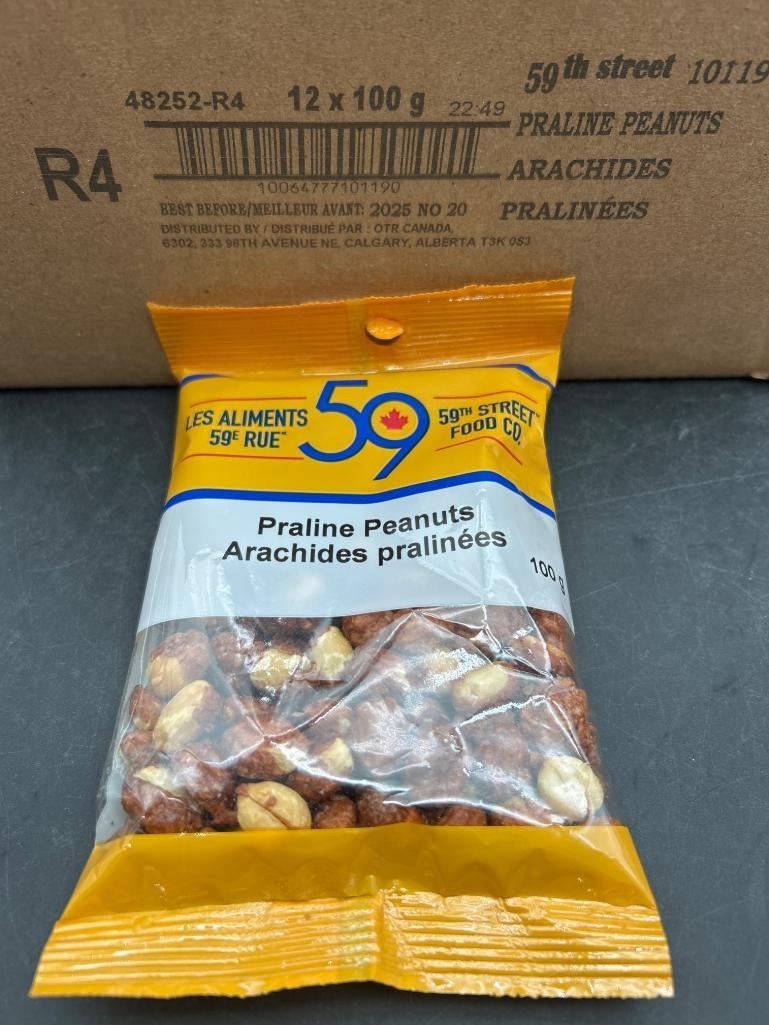 59th street 10119
48252-R4 12 x 100 g 22:49
PRALINE PEANUTS
R4
ARACHIDES
10064777101190
BEST BEFORE/MEILLEUR AVANT: 2025 NO 20
PRALINÉES
DISTRIBUTED BY / DISTRIBUÉ PAR : OTR CANADA,
6302, 333 96TH AVENUE NE, CALGARY, ALBERTA T3K 0S3
LES ALIMENTS
59E RUE™
59
59TH STREET™
FOOD CO.
Praline Peanuts
Arachides pralinées
100 g